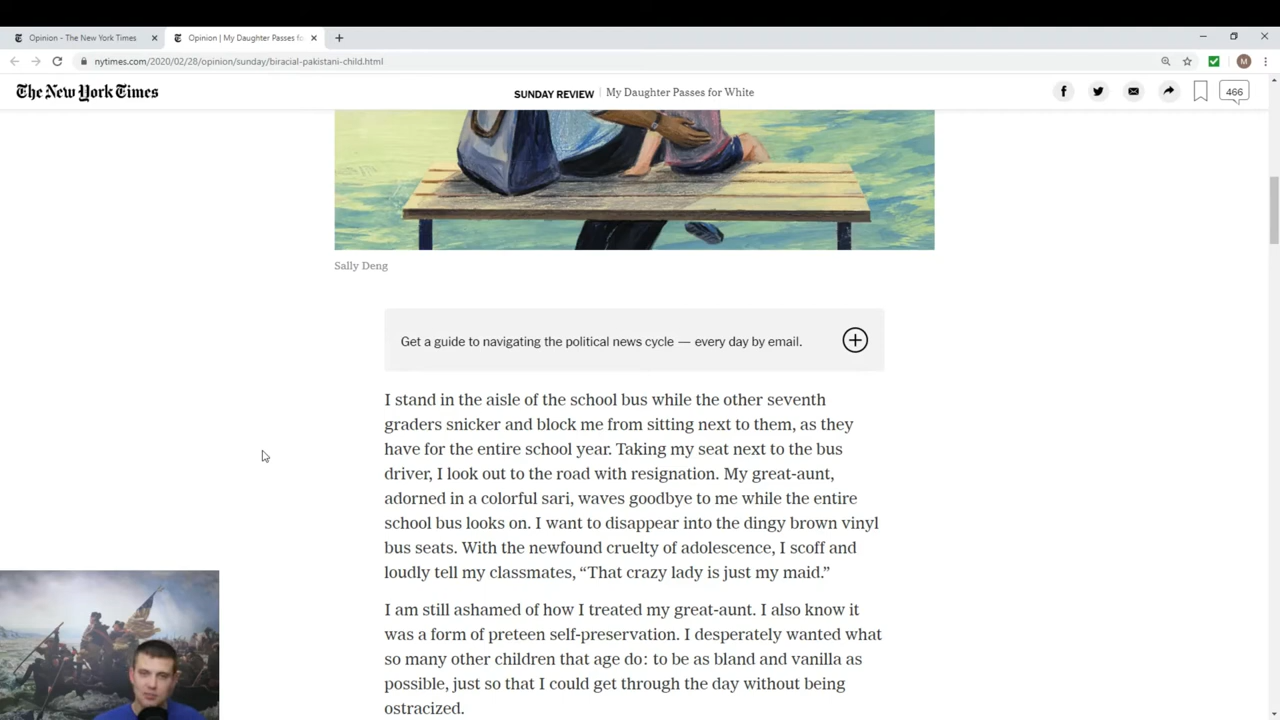 Opinion - The New York Times
Opinion | My Daughter Passes fo
nytimes.com/2020/02/28/opinion/sunday/biracial-pakistani-child.html
M
The New York Times
SUNDAY REVIEW | My Daughter Passes for White
466
Sally Deng
Get a guide to navigating the political news cycle — every day by email.
I stand in the aisle of the school bus while the other seventh
graders snicker and block me from sitting next to them, as they
have for the entire school year. Taking my seat next to the bus
driver, I look out to the road with resignation. My great-aunt,
adorned in a colorful sari, waves goodbye to me while the entire
school bus looks on. I want to disappear into the dingy brown vinyl
bus seats. With the newfound cruelty of adolescence, I scoff and
loudly tell my classmates, “That crazy lady is just my maid.”
I am still ashamed of how I treated my great-aunt. I also know it
was a form of preteen self-preservation. I desperately wanted what
so many other children that age do: to be as bland and vanilla as
possible, just so that I could get through the day without being
ostracized.